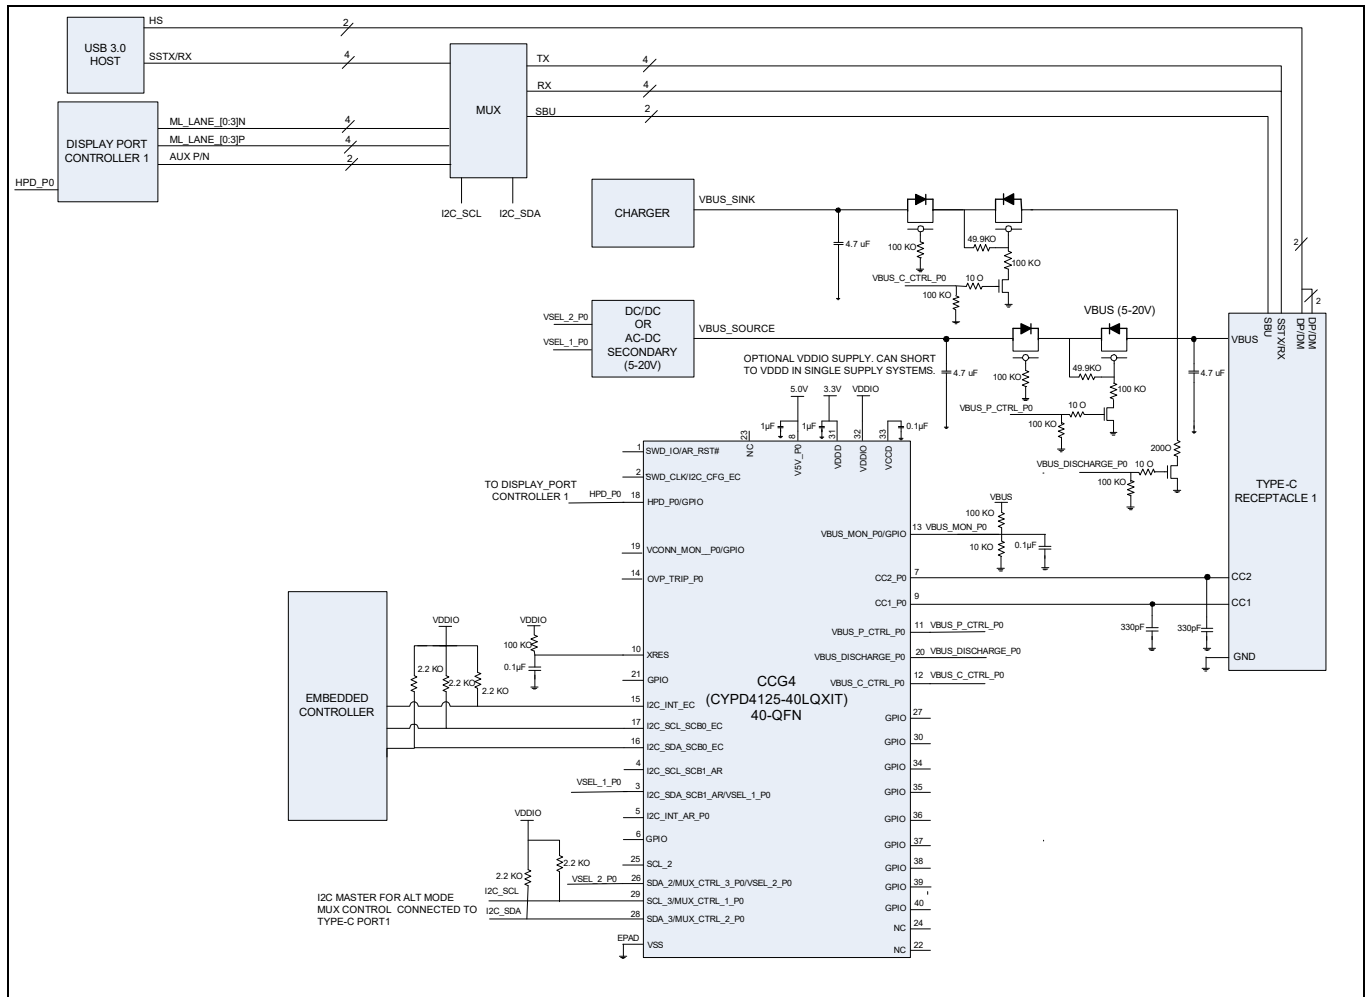 HS
2
USB 3.0
HOST
SSTX/RX
4
MUX
TX
4
RX
4
SBU
2
DISPLAY PORT
CONTROLLER 1
ML_LANE_[0:3]N
4
ML_LANE_[0:3]P
4
AUX P/N
2
HPD_P0
I2C_SCL
I2C_SDA
CHARGER
VBUS_SINK
4.7 uF
100 KO
49.9KO
100 KO
VBUS_C_CTRL_P0
10 O
100 KO
2
2
VSEL_2_P0
VSEL_1_P0
DC/DC
OR
AC-DC
SECONDARY
(5-20V)
VBUS_SOURCE
VBUS (5-20V)
OPTIONAL VDDIO SUPPLY. CAN SHORT
TO VDDD IN SINGLE SUPPLY SYSTEMS.
4.7 uF
100 KO
49.9KO
100 KO
4.7 uF
VBUS_P_CTRL_P0
10 O
100 KO
200O
VBUS_DISCHARGE_P0
10 O
100 KO
SBU
SSTX/RX
DP/DM
DP/DM
VBUS
TYPE-C
RECEPTACLE 1
CC2
CC1
GND
5.0V
3.3V
VDDIO
1µF
1µF
0.1µF
23
NC
8
V5V_P0
31
VDDD
32
VDDIO
33
VCCD
1
SWD_IO/AR_RST#
2
SWD_CLK/I2C_CFG_EC
TO DISPLAY_PORT
CONTROLLER 1
HPD_P0
18
HPD_P0/GPIO
19
VCONN_MON__P0/GPIO
14
OVP_TRIP_P0
VBUS
100 KO
10 KO
0.1µF
VBUS_MON_P0/GPIO
13
VBUS_MON_P0
CC2_P0
7
CC1_P0
9
330pF
330pF
VBUS_P_CTRL_P0
11
VBUS_P_CTRL_P0
VBUS_DISCHARGE_P0
20
VBUS_DISCHARGE_P0
VBUS_C_CTRL_P0
12
VBUS_C_CTRL_P0
EMBEDDED
CONTROLLER
VDDIO
2.2 KO
2.2 KO
2.2 KO
VDDIO
100 KO
0.1µF
10
XRES
21
GPIO
15
I2C_INT_EC
17
I2C_SCL_SCB0_EC
16
I2C_SDA_SCB0_EC
4
I2C_SCL_SCB1_AR
VSEL_1_P0
3
I2C_SDA_SCB1_AR/VSEL_1_P0
5
I2C_INT_AR_P0
6
GPIO
25
SCL_2
VSEL_2_P0
26
SDA_2/MUX_CTRL_3_P0/VSEL_2_P0
I2C_SCL
29
SCL_3/MUX_CTRL_1_P0
I2C_SDA
28
SDA_3/MUX_CTRL_2_P0
EPAD
VSS
VDDIO
2.2 KO
2.2 KO
I2C MASTER FOR ALT MODE
MUX CONTROL CONNECTED TO
TYPE-C PORT1
CCG4
(CYPD4125-40LQXIT)
40-QFN
GPIO
27
GPIO
30
GPIO
34
GPIO
35
GPIO
36
GPIO
37
GPIO
38
GPIO
39
GPIO
40
NC
24
NC
22